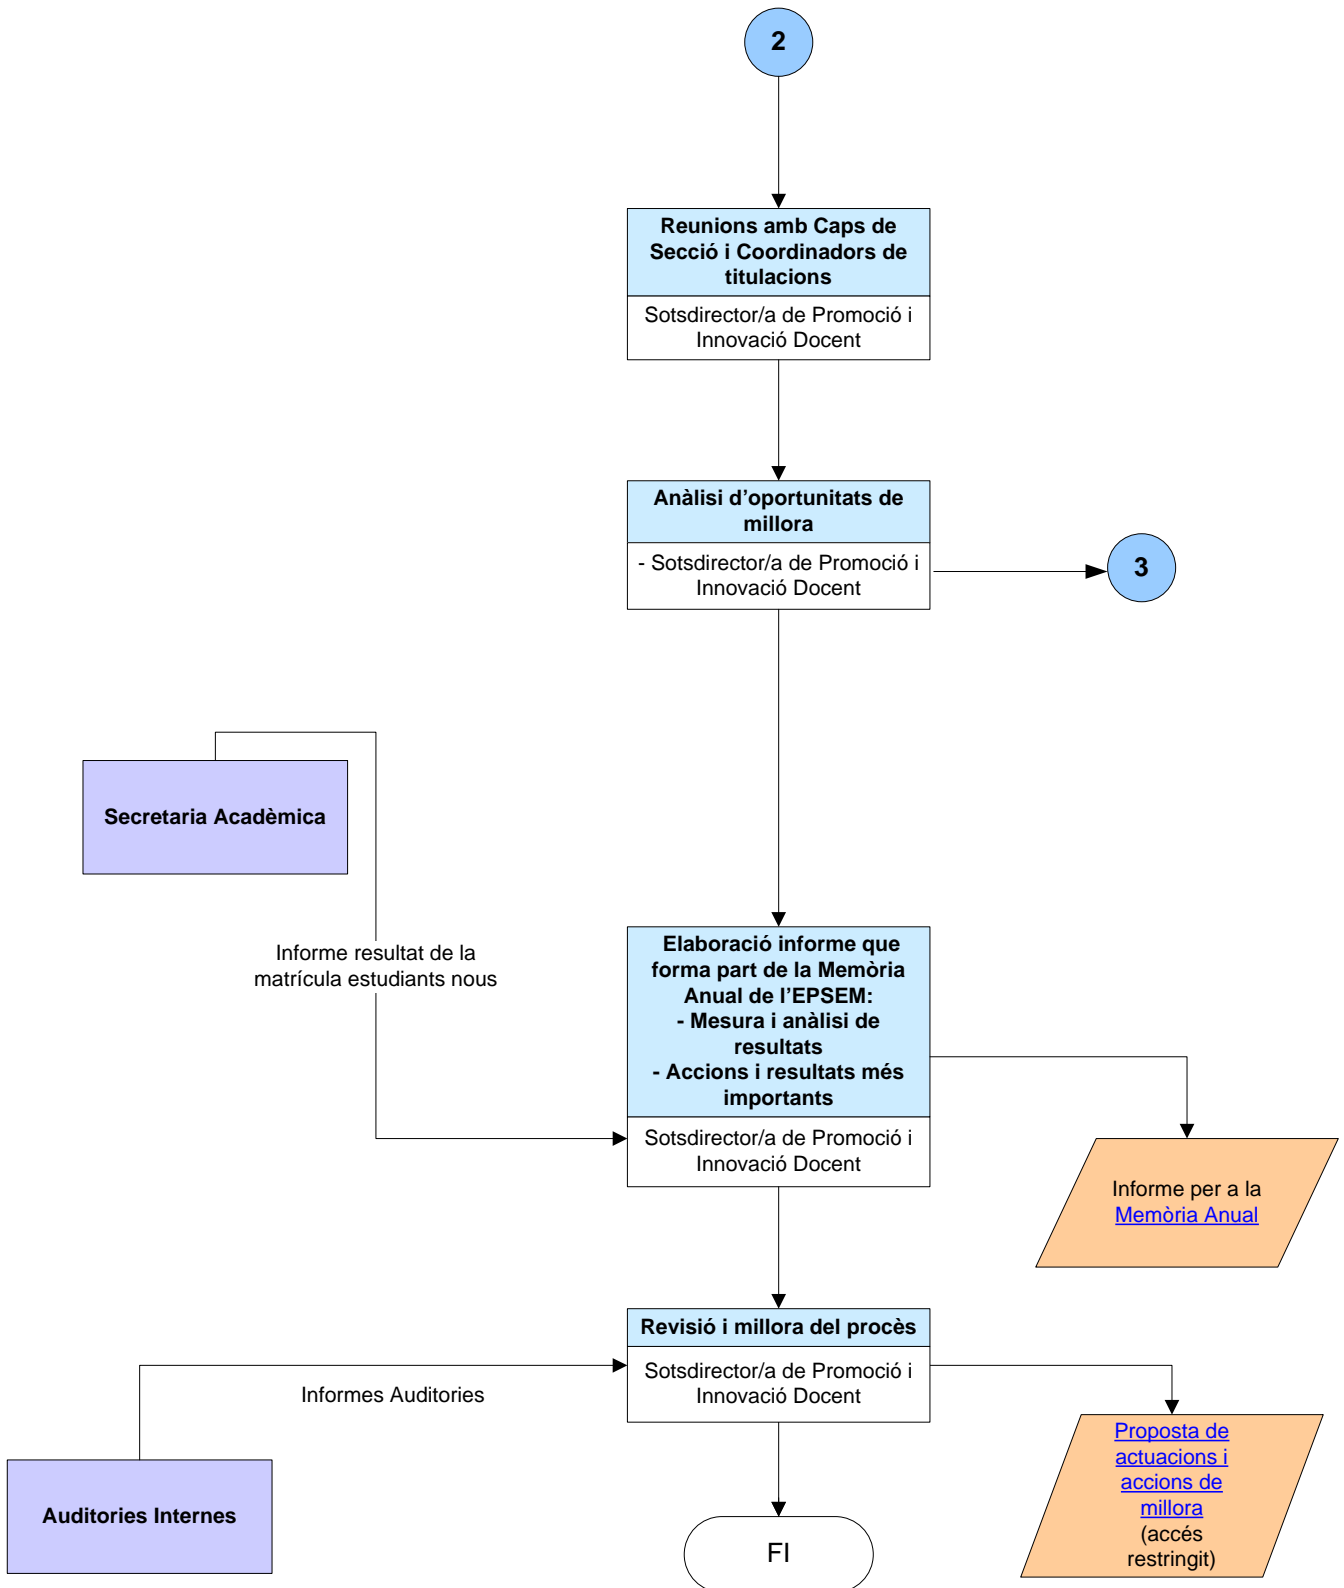 2
Reunions amb Caps de
Secció i Coordinadors de
titulacions
Sotsdirector/a de Promoció i
Innovació Docent
Anàlisi d’oportunitats de
millora
- Sotsdirector/a de Promoció i
Innovació Docent
3
Secretaria Acadèmica
Informe resultat de la
matrícula estudiants nous
Elaboració informe que
forma part de la Memòria
Anual de l’EPSEM:
- Mesura i anàlisi de
resultats
- Accions i resultats més
importants
Sotsdirector/a de Promoció i
Innovació Docent
Informe per a la
Memòria Anual
Revisió i millora del procès
Sotsdirector/a de Promoció i
Innovació Docent
Informes Auditories
Auditories Internes
Proposta de
actuacions i
accions de
millora
(accés
restringit)
FI